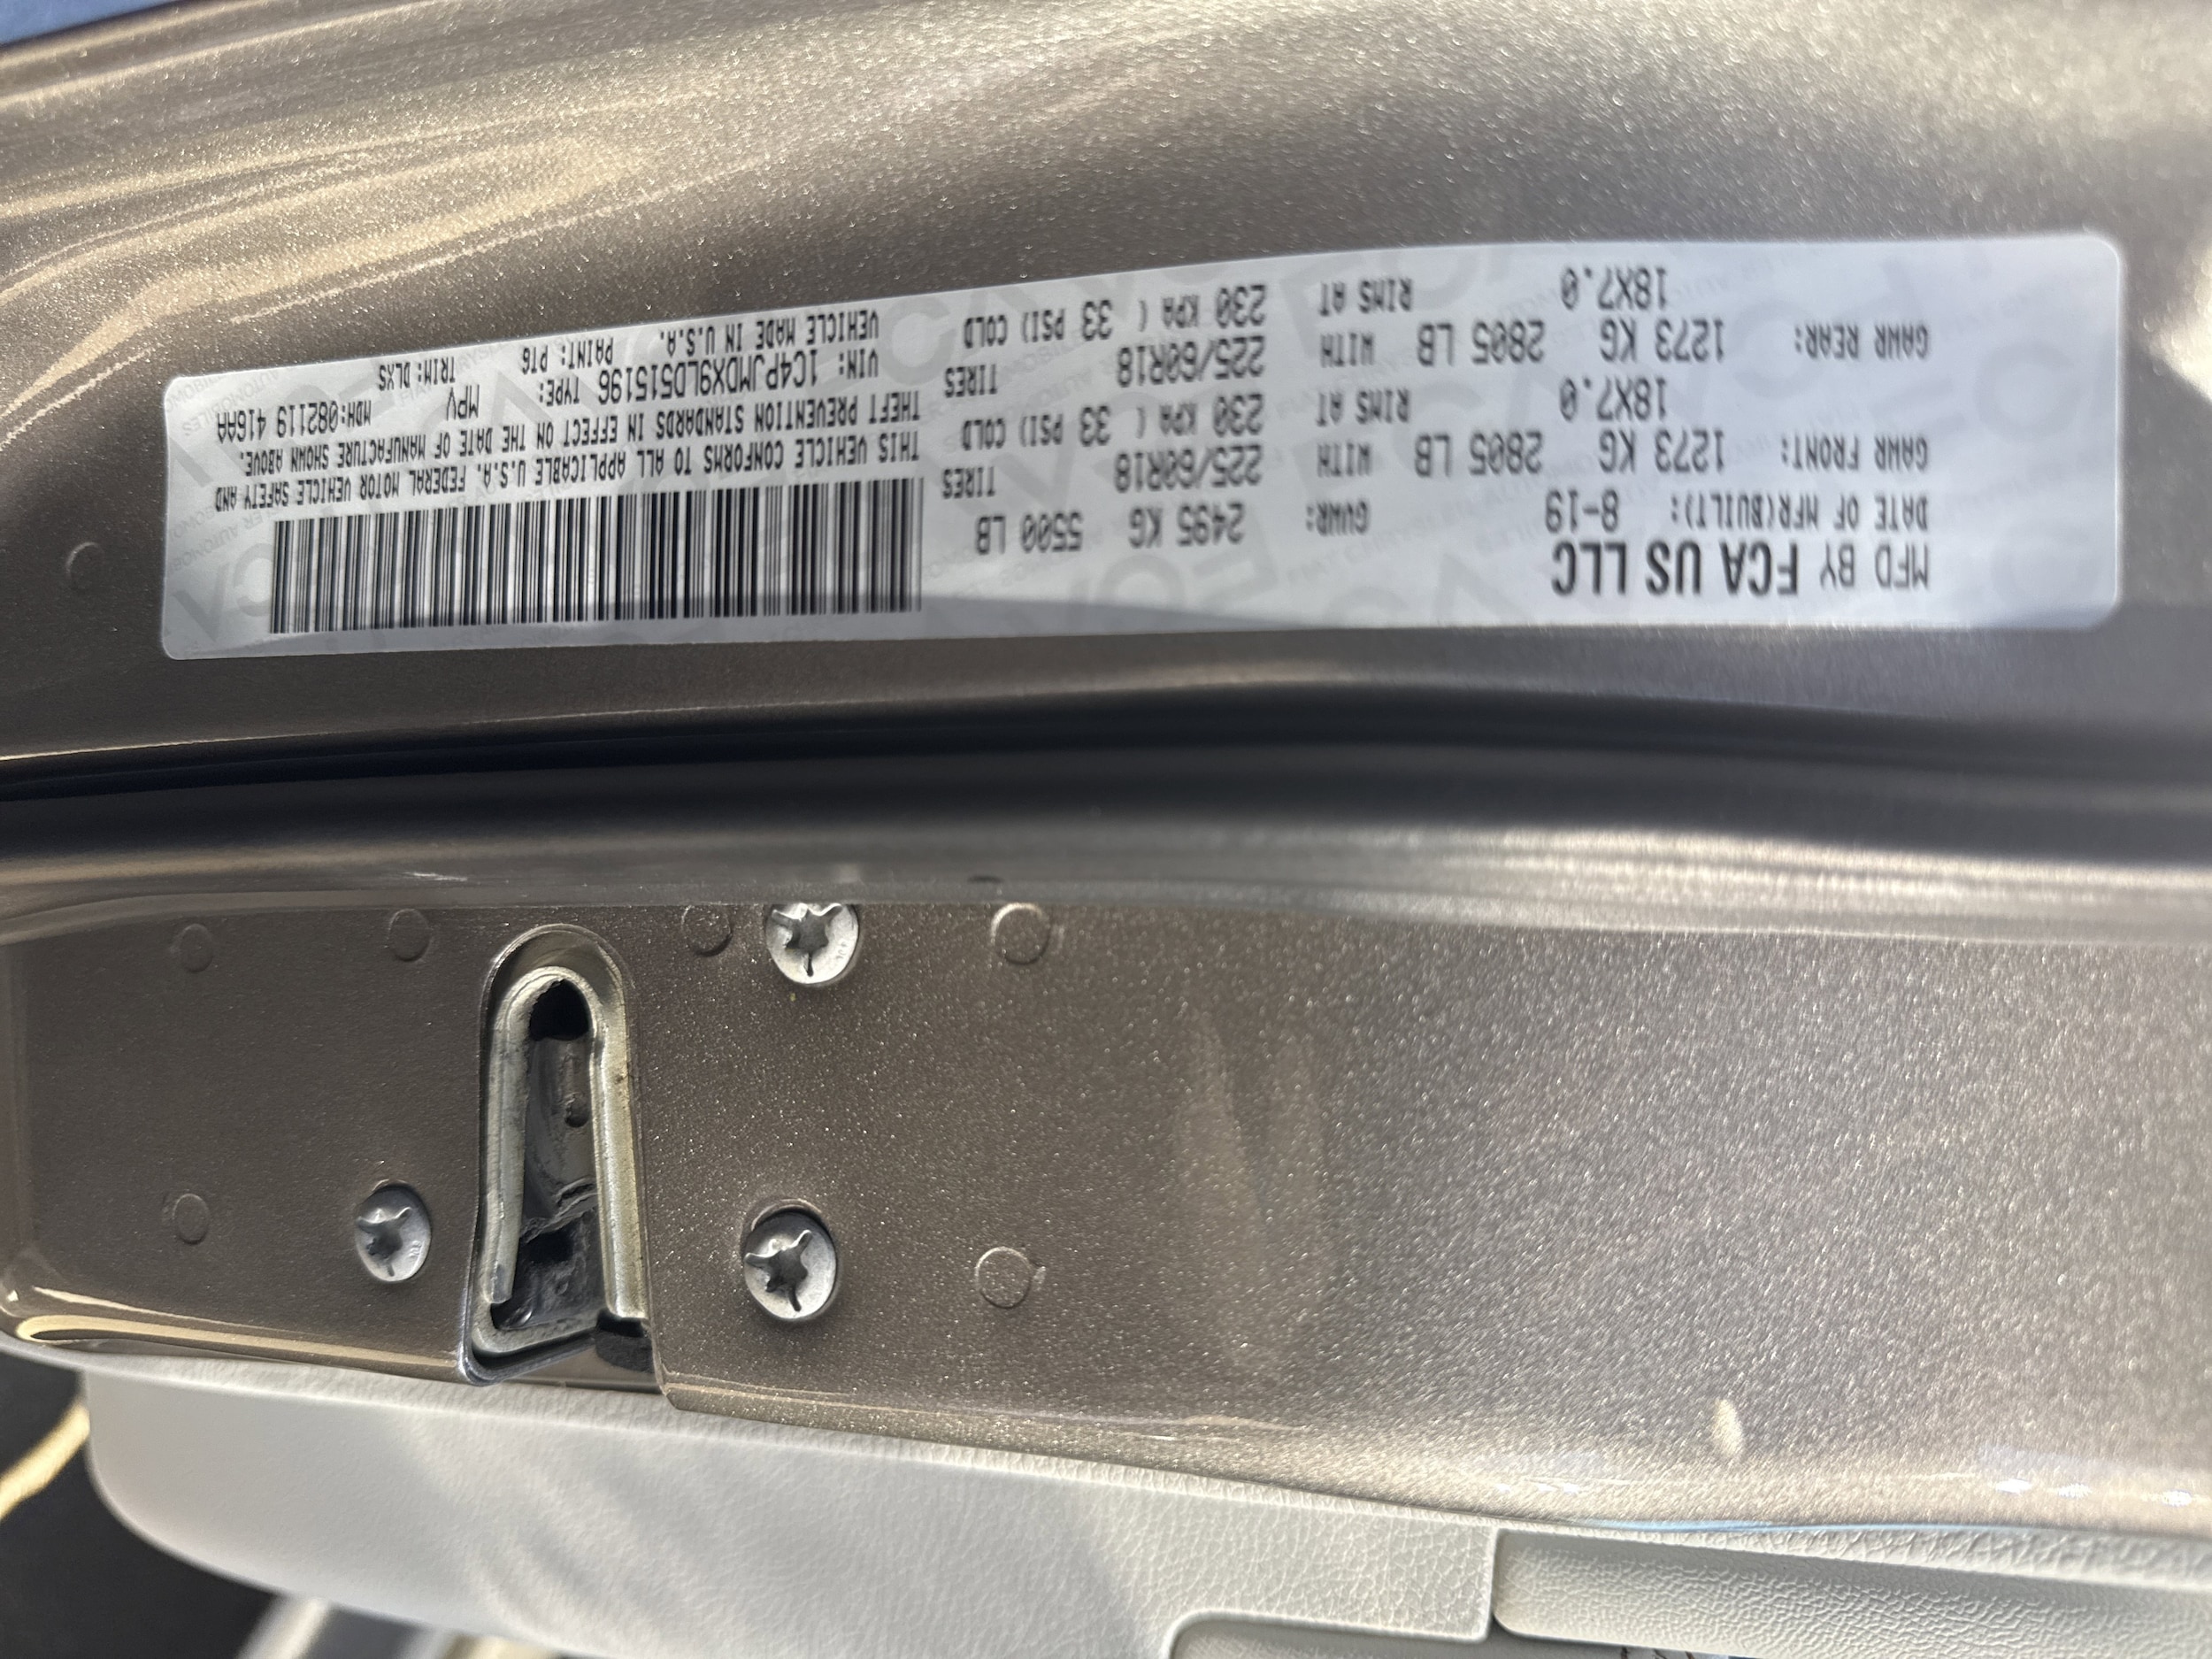 MFD BY FCA US LLC
DATE OF MFR(BUILT): 8-19
GVWR: 2495 KG 5500 LB
GAWR FRONT: 1273 KG 2805 LB WITH 225/60R18 TIRES
18X7.0 RIMS AT 230 KPA ( 33 PSI) COLD
GAWR REAR: 1273 KG 2805 LB WITH 225/60R18 TIRES
18X7.0 RIMS AT 230 KPA ( 33 PSI) COLD
THIS VEHICLE CONFORMS TO ALL APPLICABLE U.S.A. FEDERAL MOTOR VEHICLE SAFETY AND
THEFT PREVENTION STANDARDS IN EFFECT ON THE DATE OF MANUFACTURE SHOWN ABOVE.
VIN: 1C4PJMDX9LD515196 TYPE: MPV MDH:082119 416AA
VEHICLE MADE IN U.S.A. PAINT: PTG TRIM: DLXS